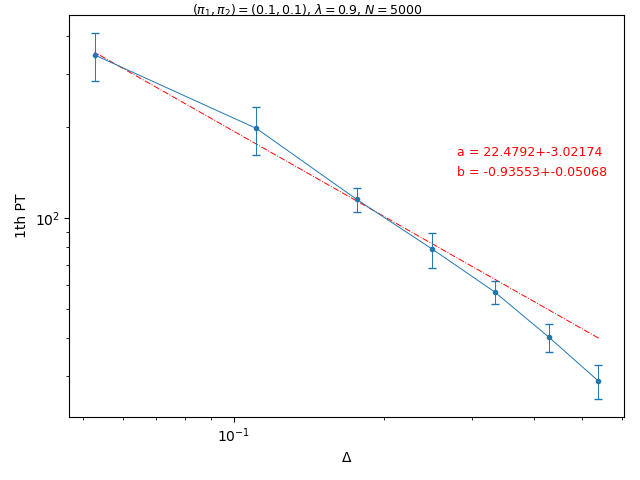 (π₁, π₂) = (0.1, 0.1), λ = 0.9, N = 5000
a = 22.4792+-3.02174
b = -0.93553+-0.05068
1th PT
10²
10⁻¹
Δ